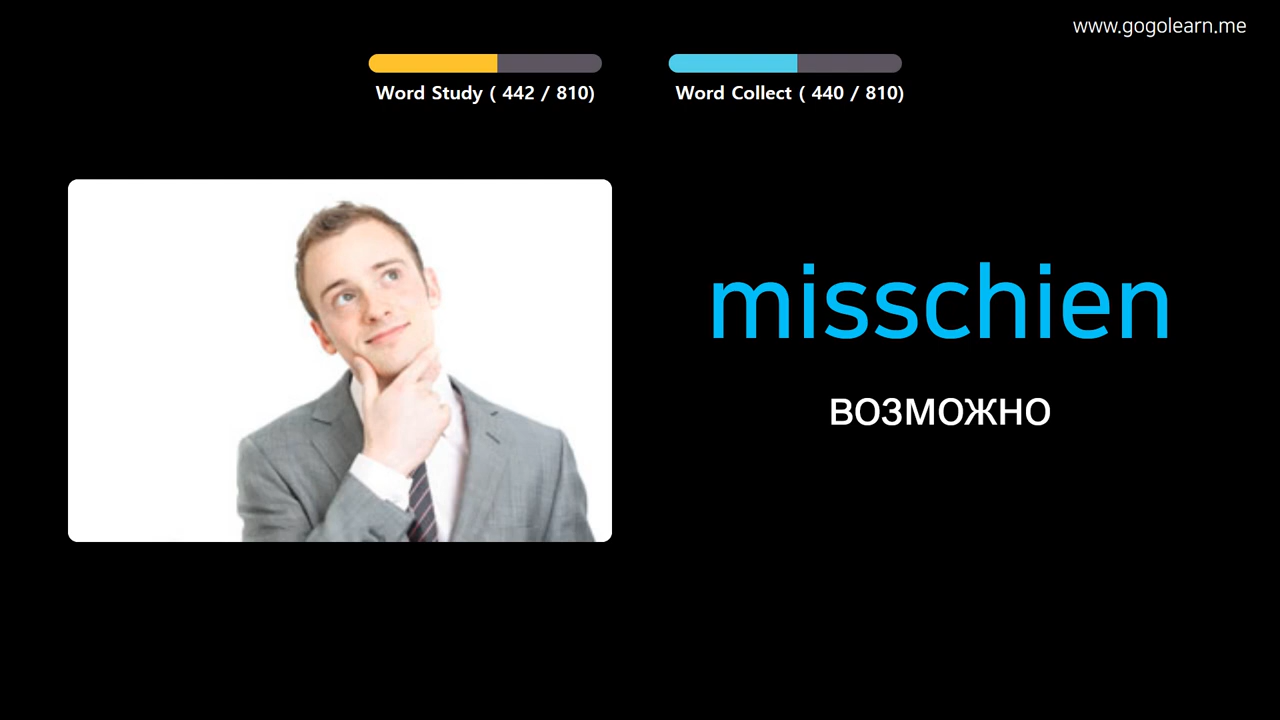 www.gogolearn.me
Word Study ( 442 / 810)
Word Collect ( 440 / 810)
misschien
возможно